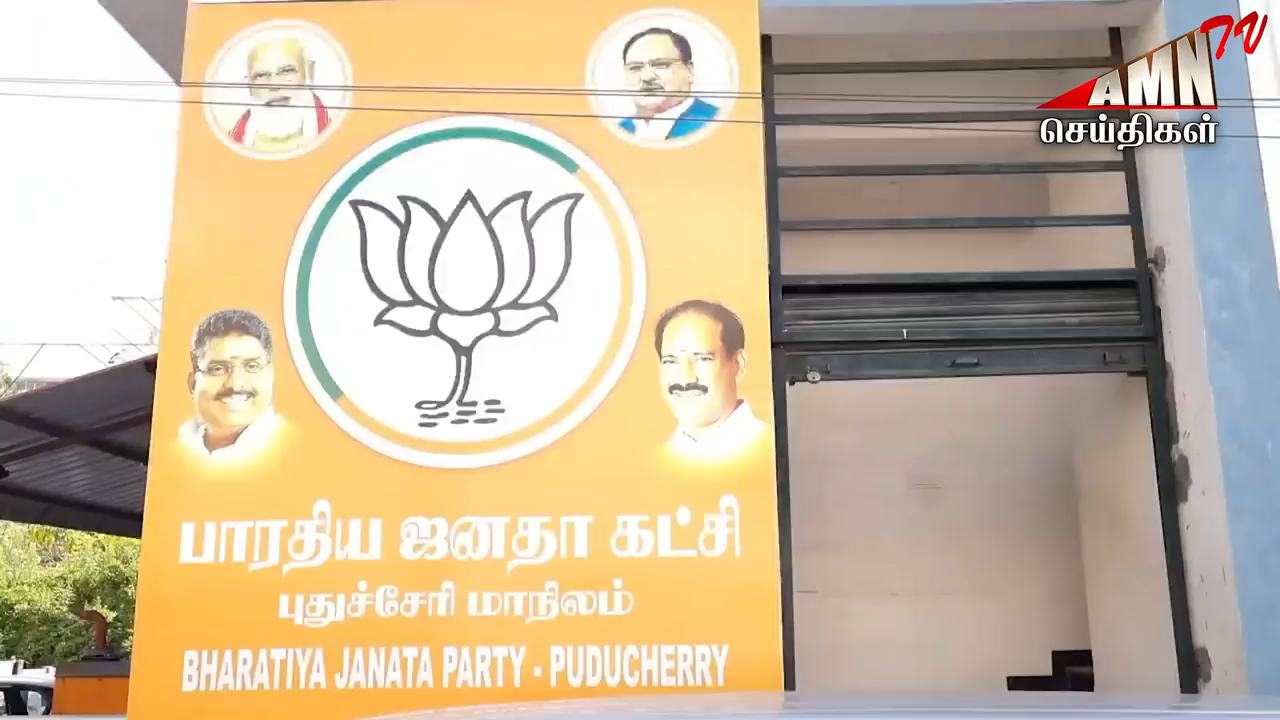 AMN TV
செய்திகள்
பாரதிய ஜனதா கட்சி
புதுச்சேரி மாநிலம்
BHARATIYA JANATA PARTY - PUDUCHERRY